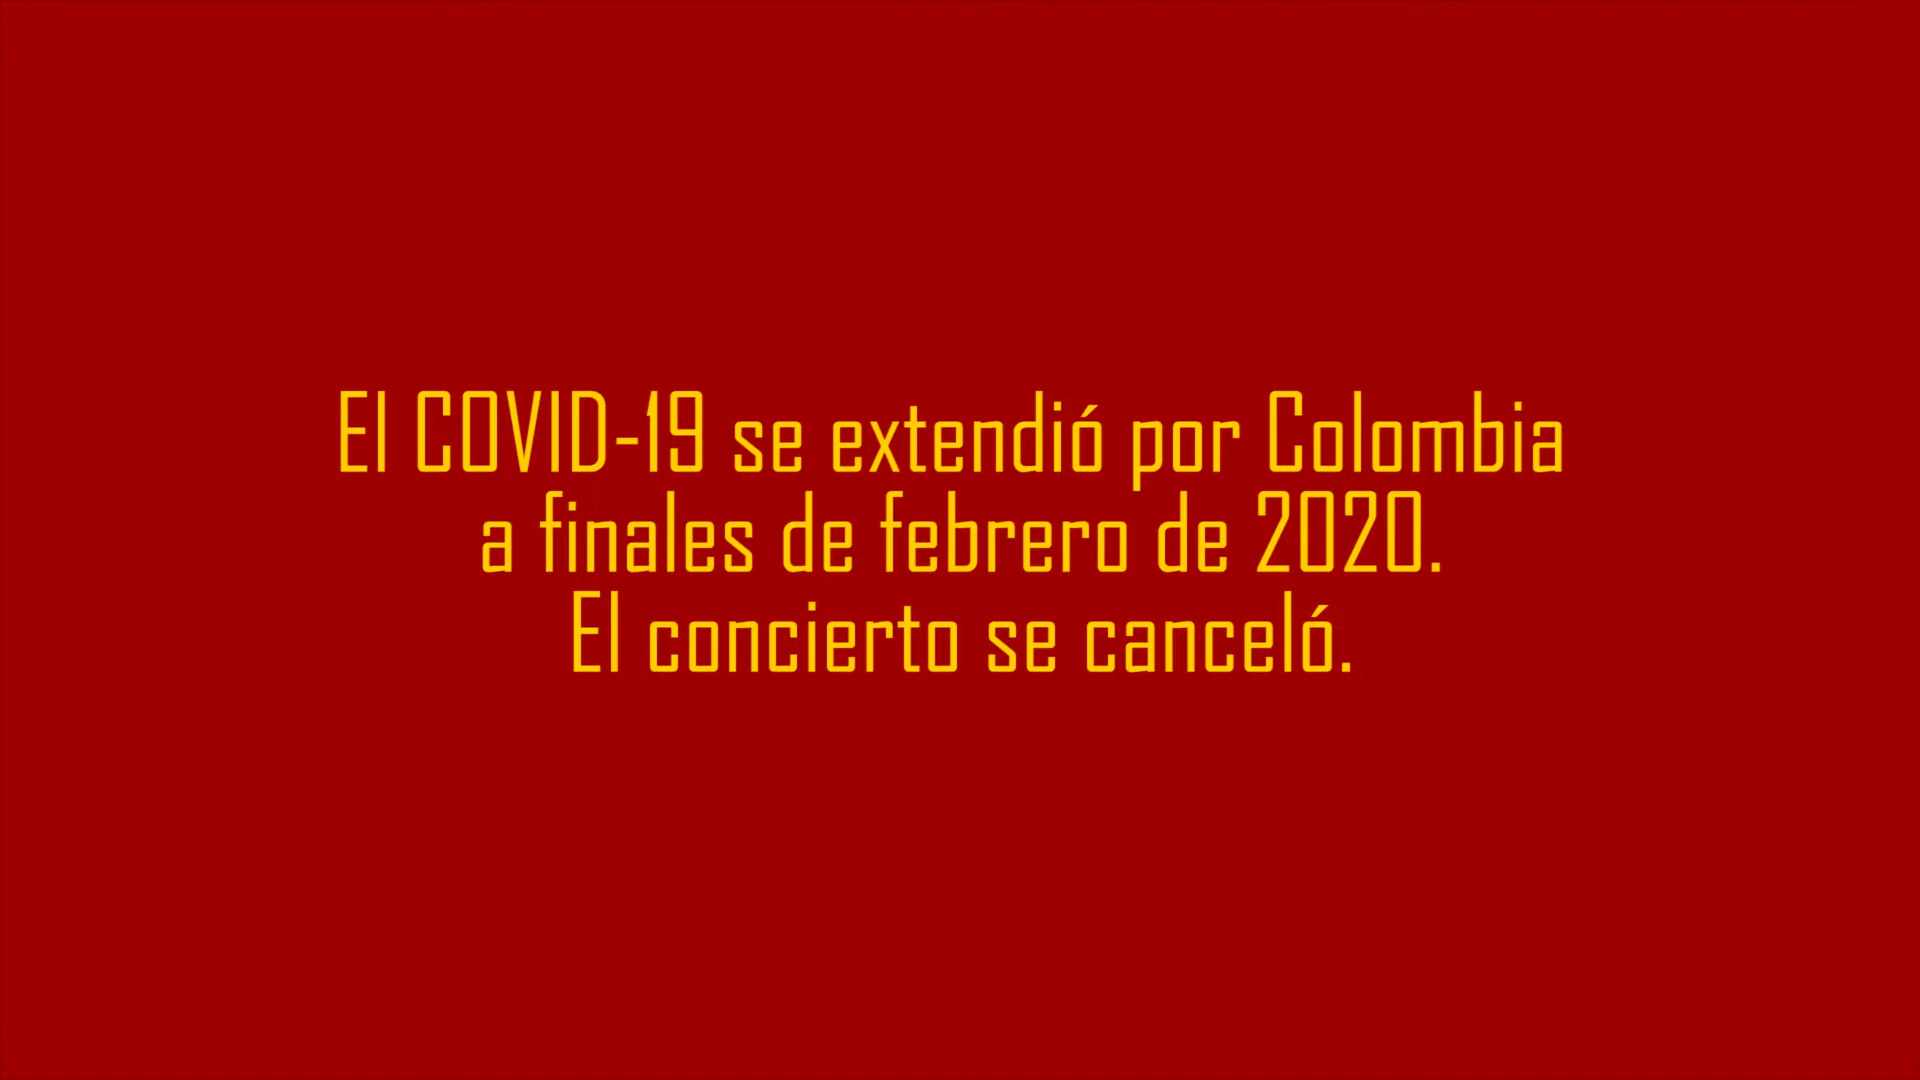 El COVID-19 se extendió por Colombia
a finales de febrero de 2020.
El concierto se canceló.